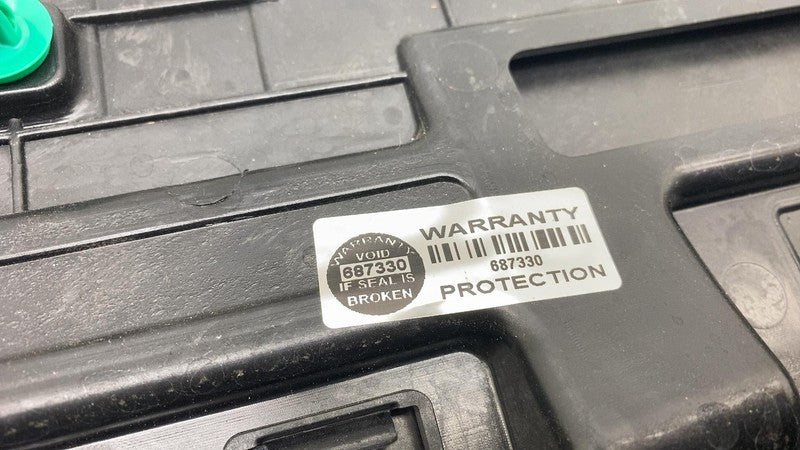 WARRANTY
VOID
687330
IF SEAL IS
BROKEN
WARRANTY
687330
PROTECTION